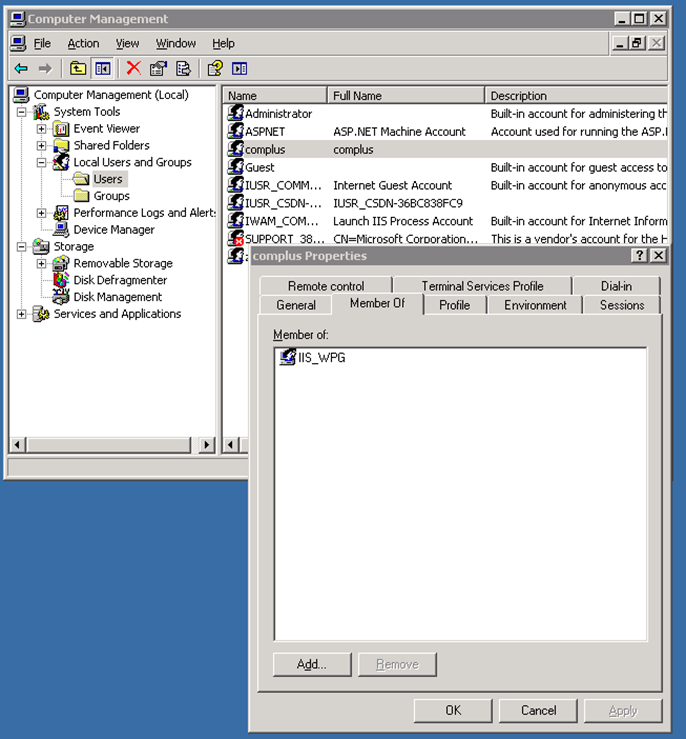 Computer Management
File Action View Window Help
Computer Management (Local)
System Tools
Event Viewer
Shared Folders
Local Users and Groups
Users
Groups
Performance Logs and Alert:
Device Manager
Storage
Removable Storage
Disk Defragmenter
Disk Management
Services and Applications
Name Full Name Description
Administrator Built-in account for administering th
ASPNET ASP.NET Machine Account Account used for running the ASP.I
complus complus
Guest Built-in account for guest access to
IUSR_COMM... Internet Guest Account Built-in account for anonymous acc
IUSR_CSDN-... IUSR_CSDN-36BC838FC9
IWAM_COM... Launch IIS Process Account Built-in account for Internet Inform
SUPPORT_38... CN=Microsoft Corporation... This is a vendor's account for the H
complus Properties
Remote control Terminal Services Profile Dial-in
General Member Of Profile Environment Sessions
Member of:
IIS_WPG
Add... Remove
OK Cancel Apply